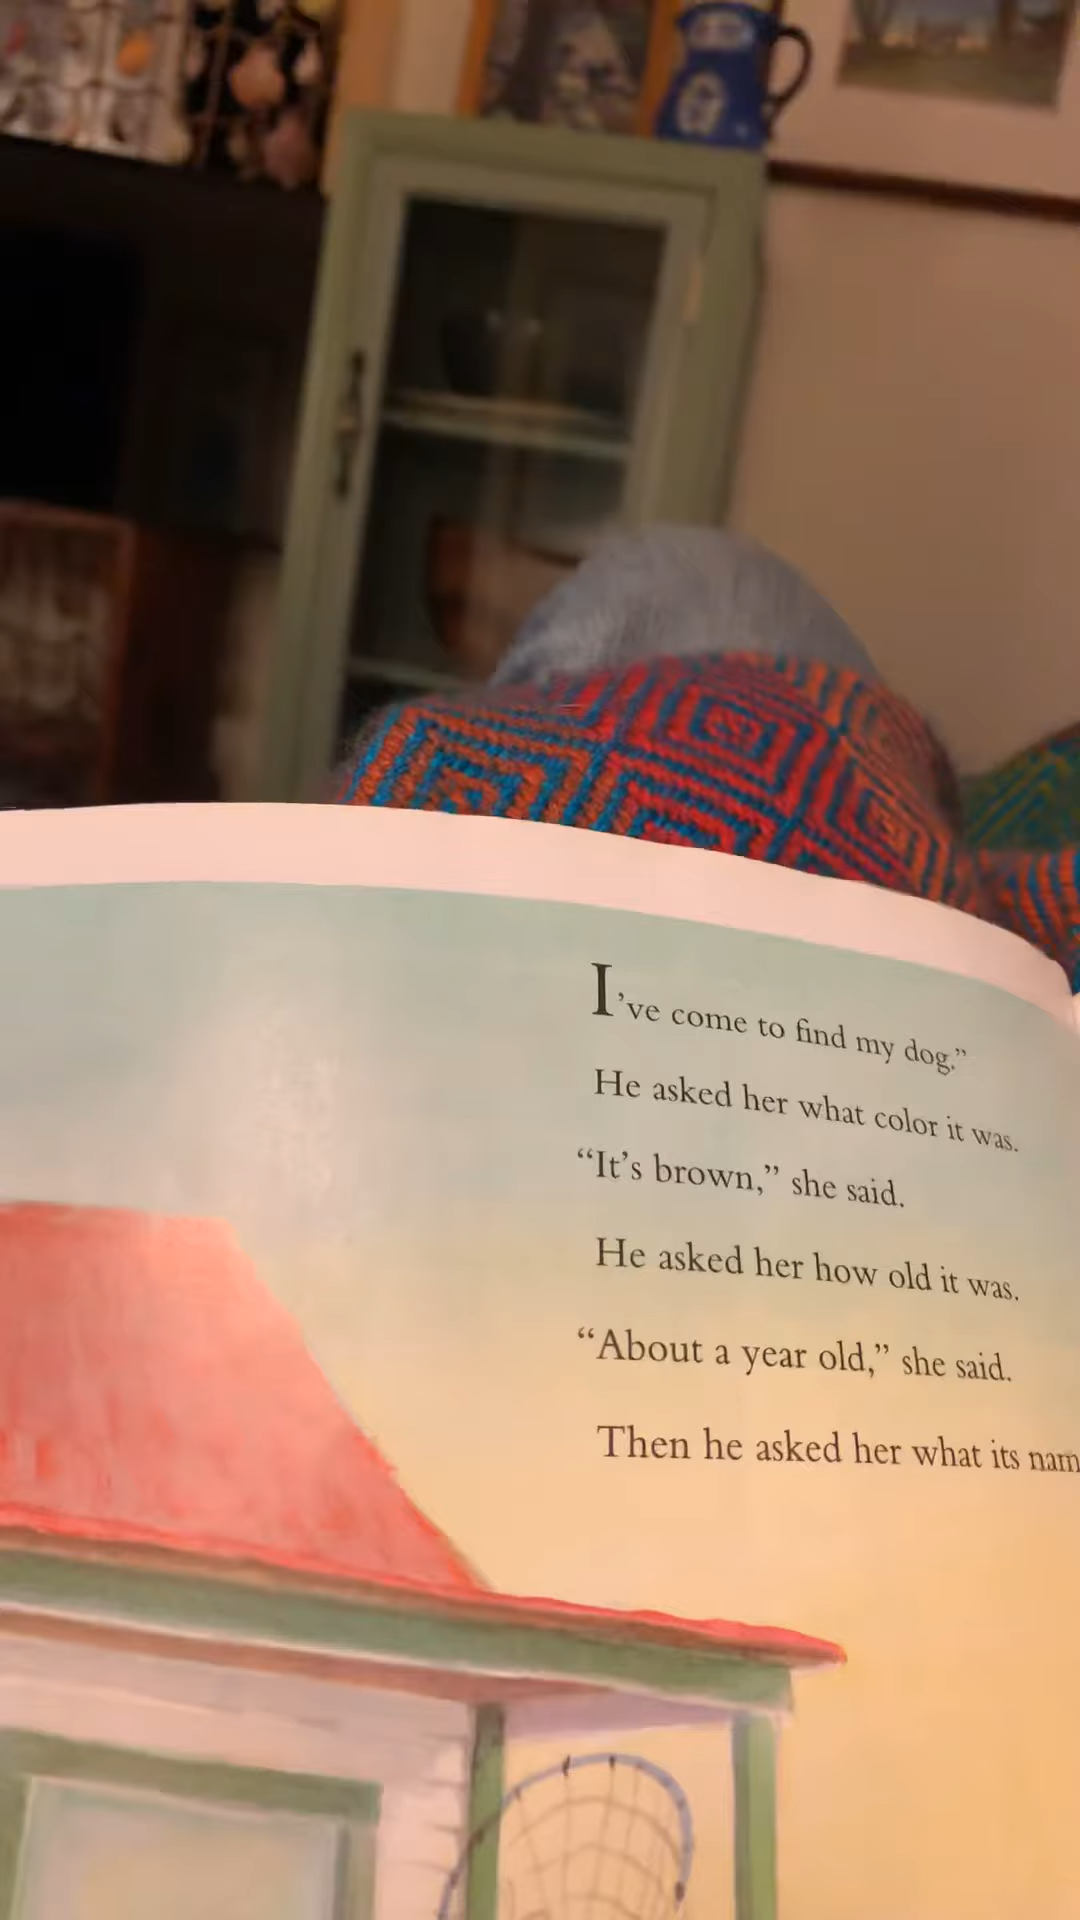 I've come to find my dog.”
He asked her what color it was.
“It's brown,” she said.
He asked her how old it was.
“About a year old,” she said.
Then he asked her what its nam